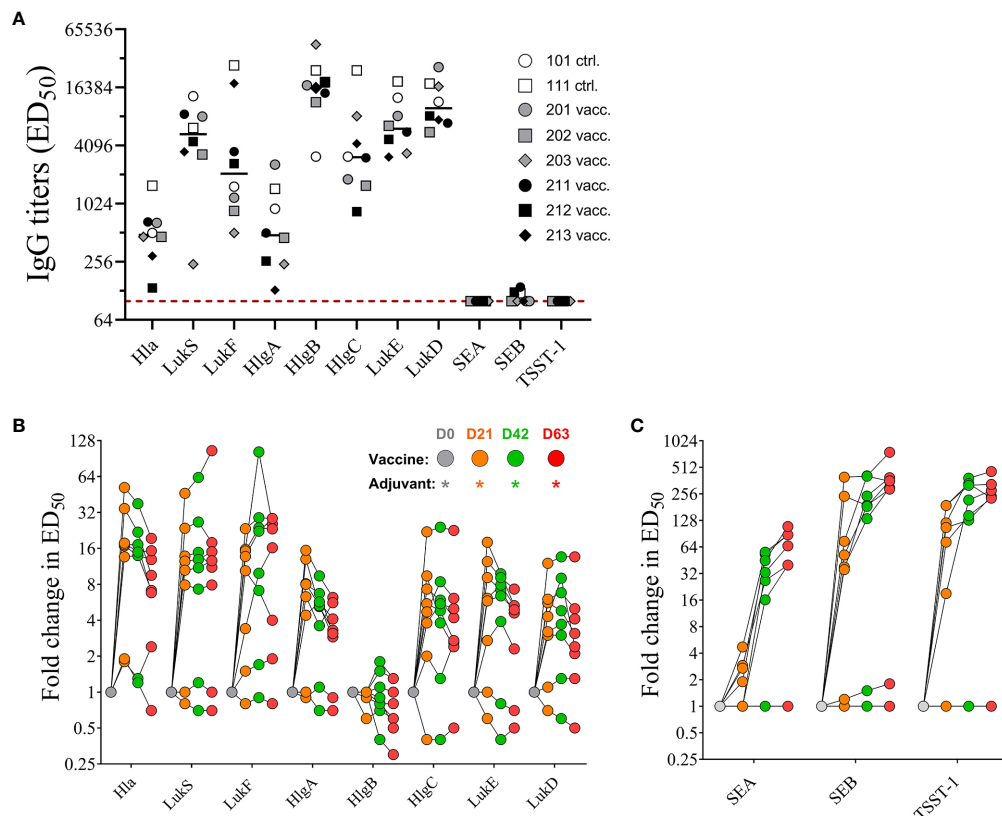 A
IgG titers (ED50)
65536
16384
4096
1024
256
64
101 ctrl.
111 ctrl.
201 vacc.
202 vacc.
203 vacc.
211 vacc.
212 vacc.
213 vacc.
Hla
LukS
LukF
HlgA
HlgB
HlgC
LukE
LukD
SEA
SEB
TSST-1
B
Fold change in ED50
128
64
32
16
8
4
2
1
0.5
0.25
D0 D21 D42 D63
Vaccine:
Adjuvant: * * * *
Hla
LukS
LukF
HlgA
HlgB
HlgC
LukE
LukD
C
Fold change in ED50
1024
512
256
128
64
32
16
8
4
2
1
0.5
0.25
SEA
SEB
TSST-1